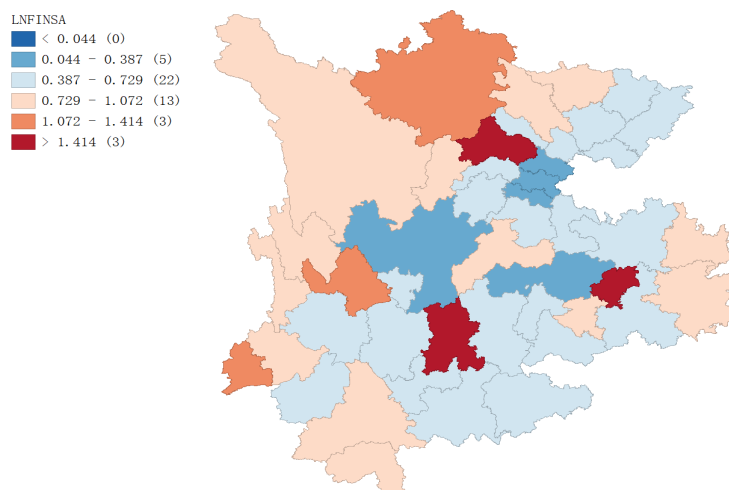 LNFINSA
< 0.044 (0)
0.044 - 0.387 (5)
0.387 - 0.729 (22)
0.729 - 1.072 (13)
1.072 - 1.414 (3)
> 1.414 (3)